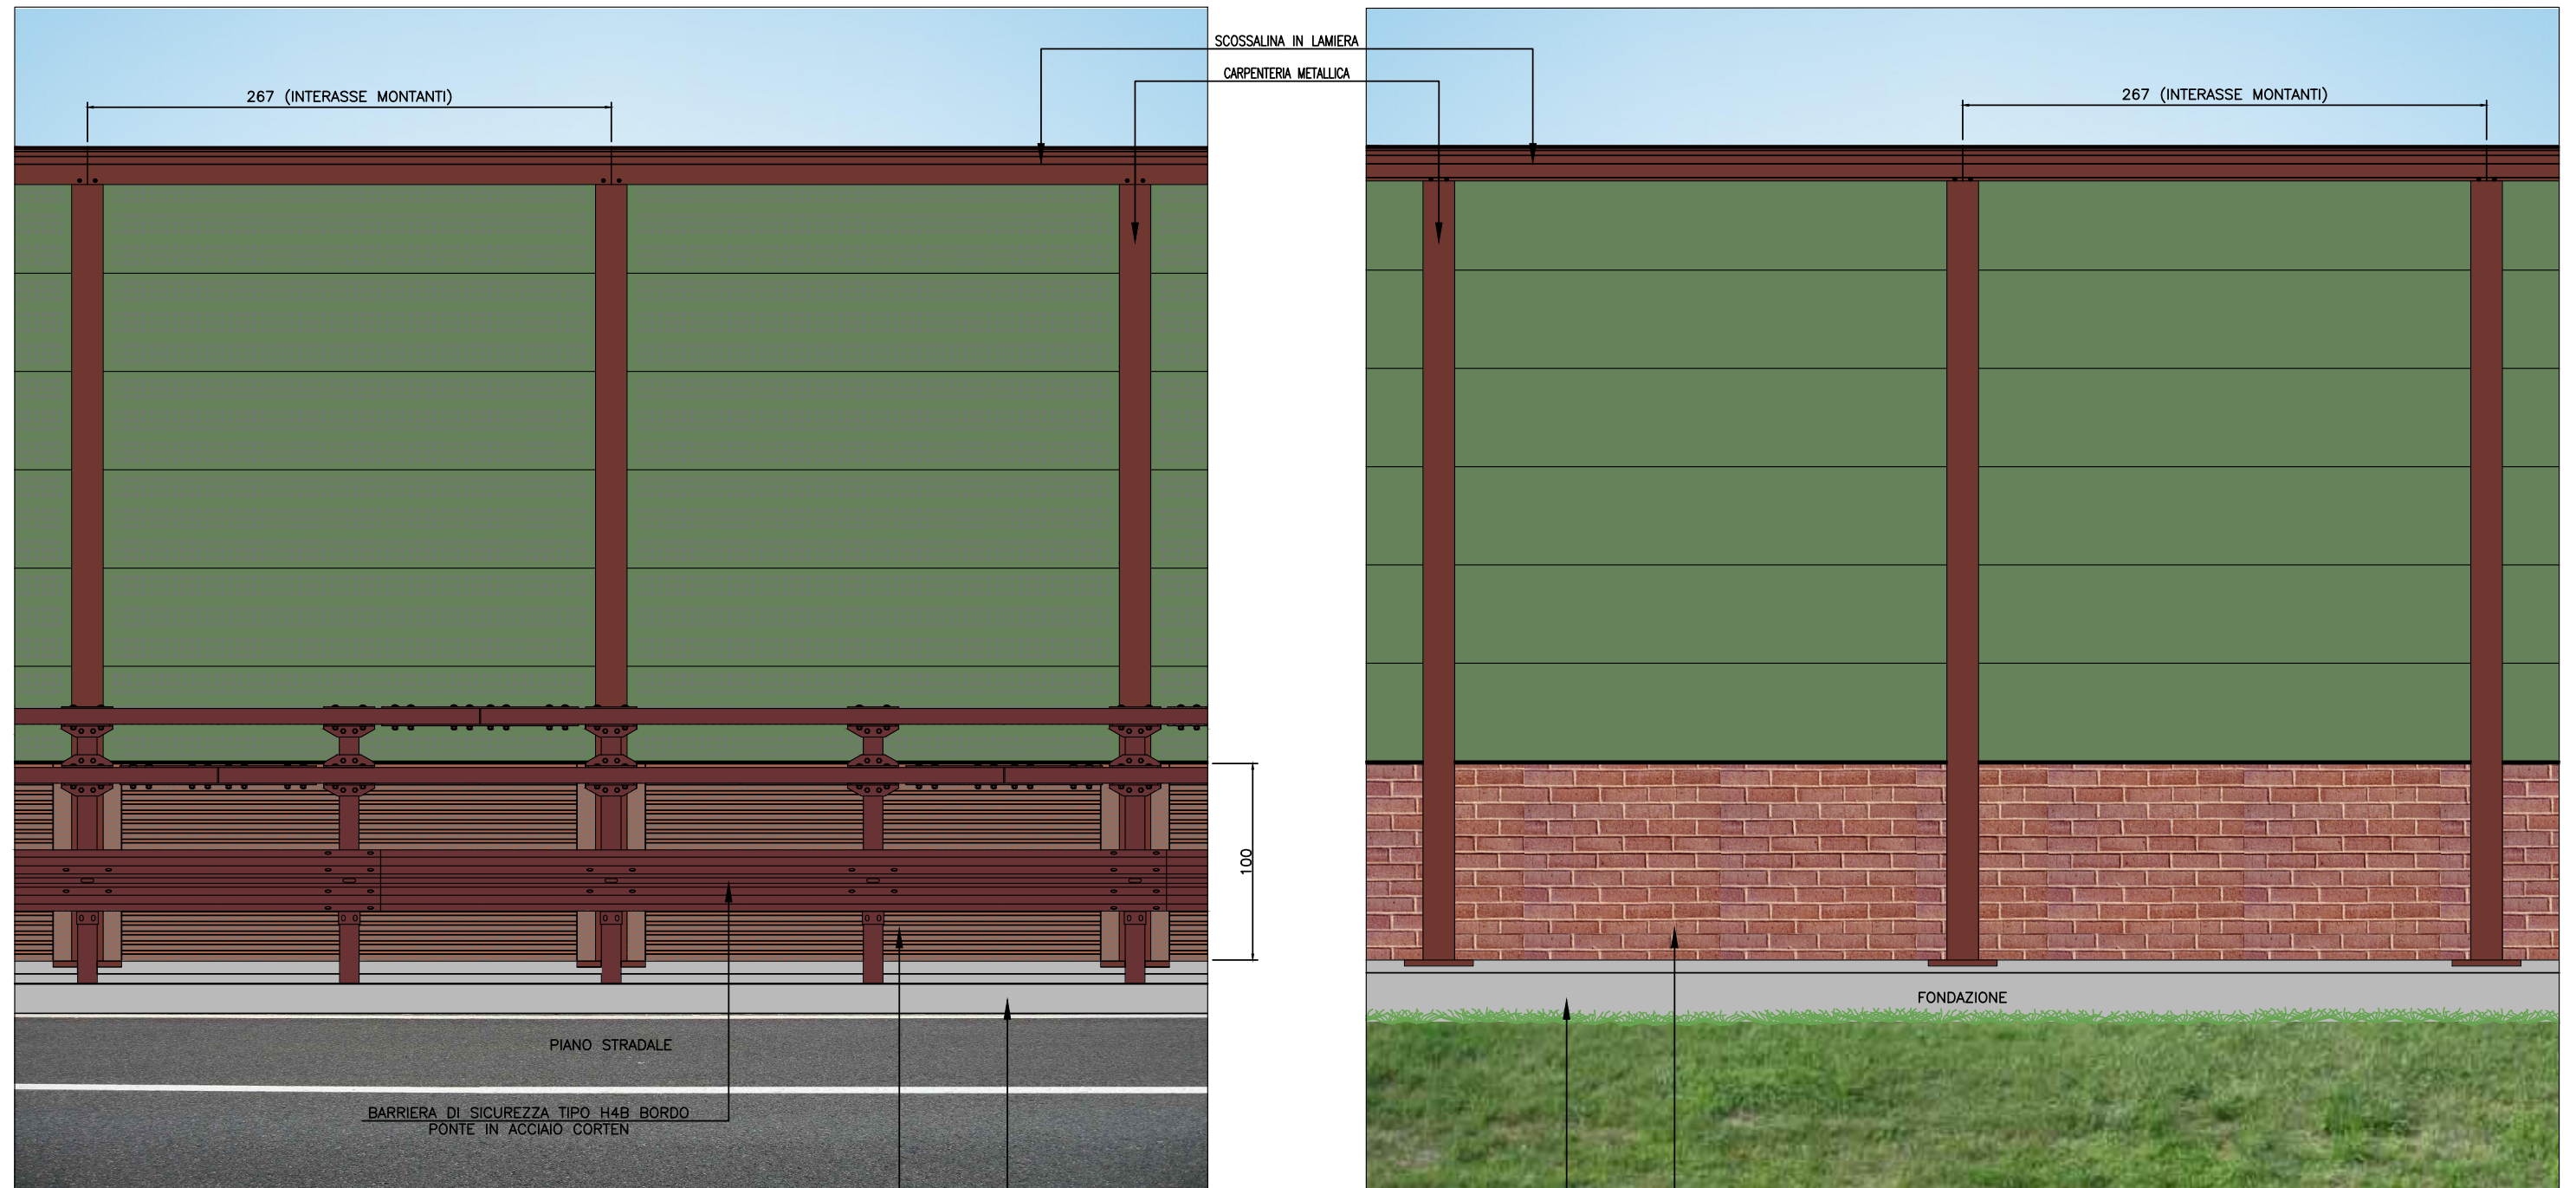 SCOSSALINA IN LAMIERA
CARPENTERIA METALLICA
267 (INTERASSE MONTANTI)
267 (INTERASSE MONTANTI)
100
FONDAZIONE
PIANO STRADALE
BARRIERA DI SICUREZZA TIPO H4B BORDO
PONTE IN ACCIAIO CORTEN